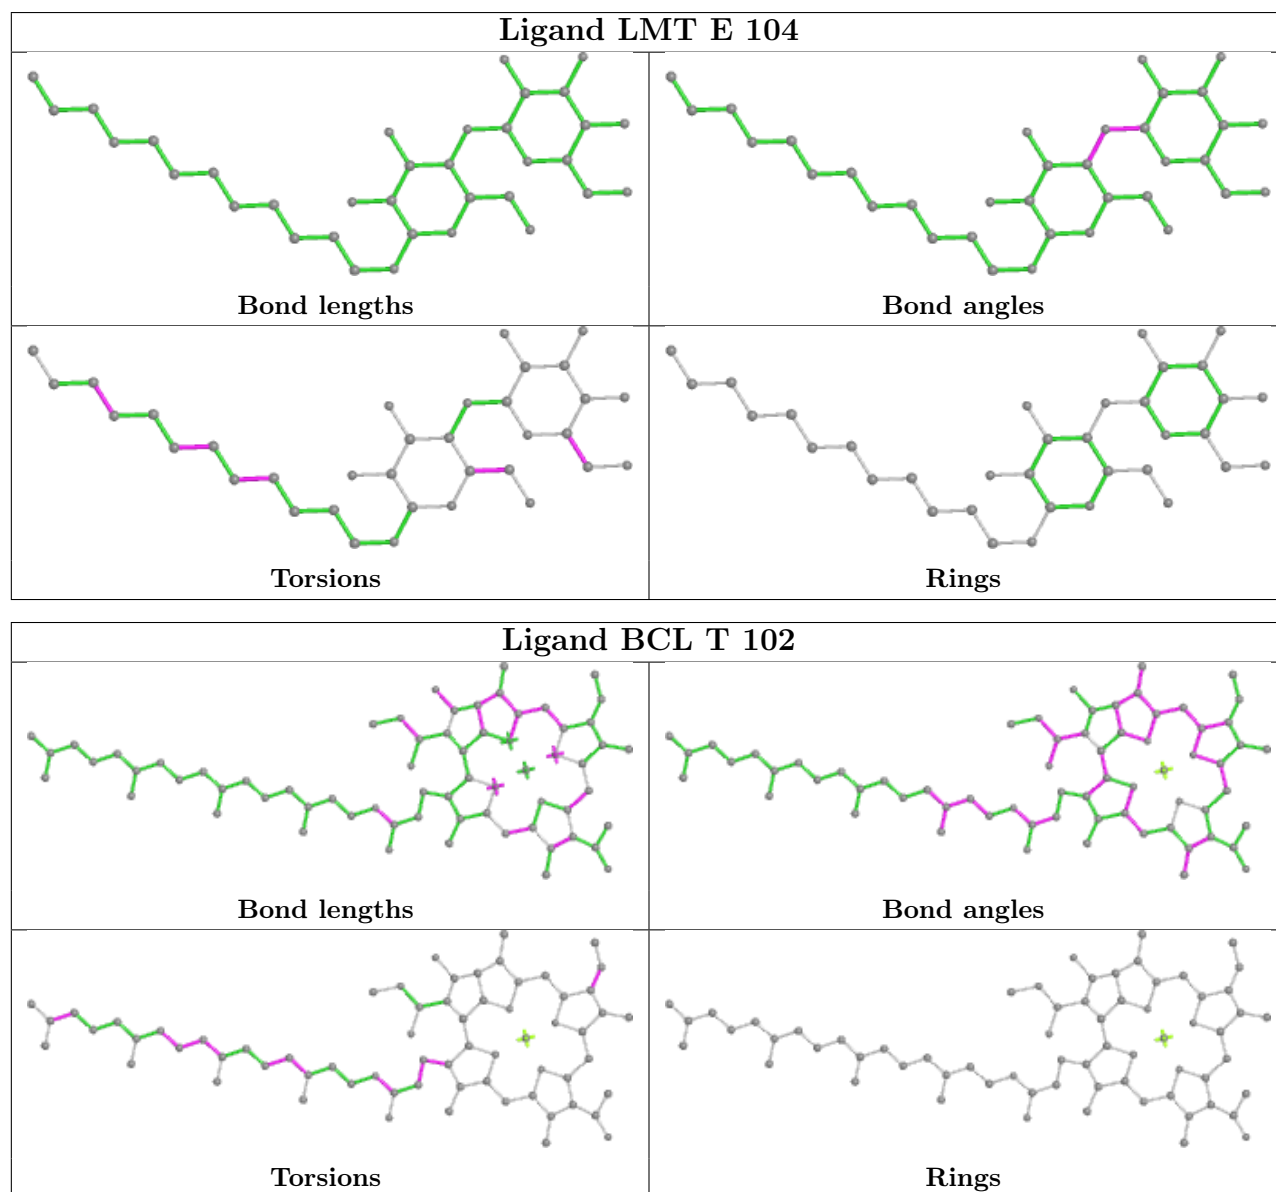 Ligand LMT E 104
Bond lengths
Bond angles
Torsions
Rings
Ligand BCL T 102
Bond lengths
Bond angles
Torsions
Rings